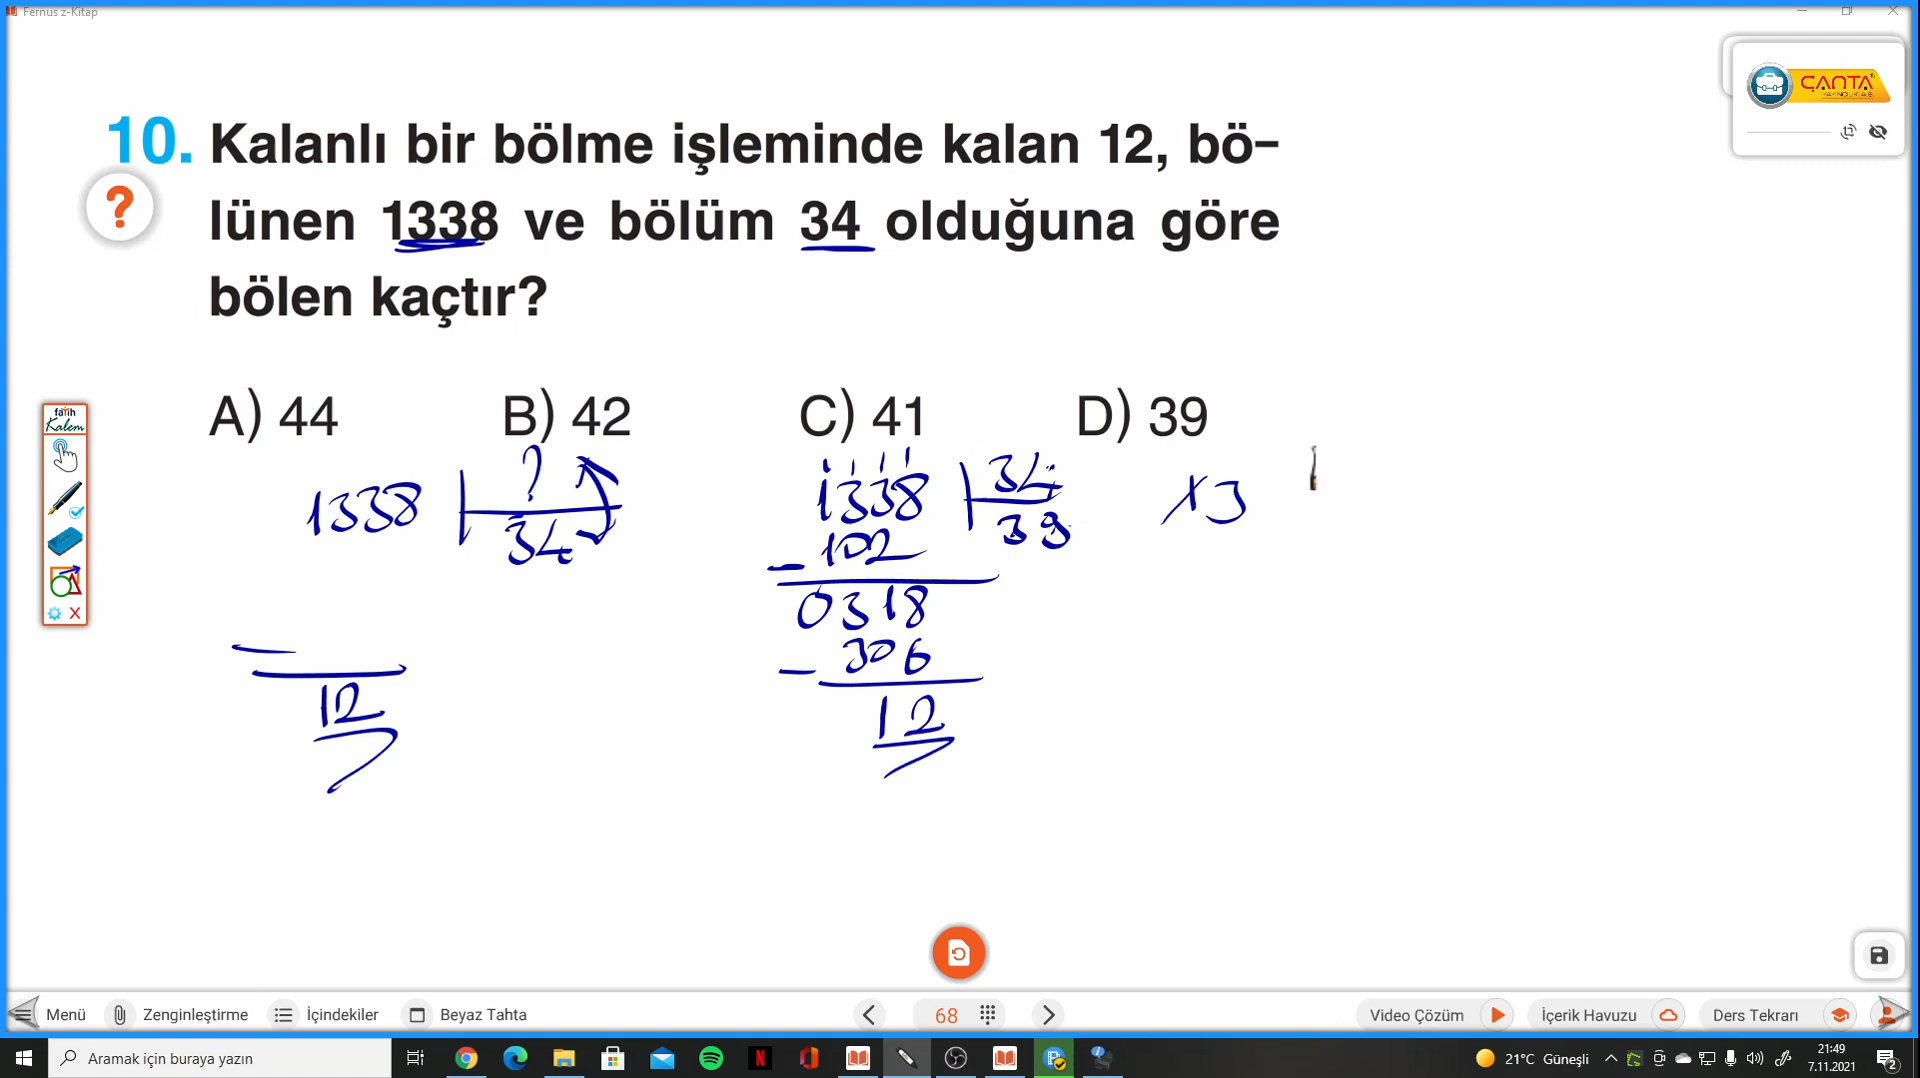 Fernus z-Kitap
ÇANTA
YAYINCILIK A.Ş.
10. Kalanlı bir bölme işleminde kalan 12, bö-
lünen 1338 ve bölüm 34 olduğuna göre
bölen kaçtır?
?
A) 44 B) 42 C) 41 D) 39
fatih
Kalem
X
1338 ?
34
12
1338 34
39
- 102
0318
- 306
12
x3
Menü Zenginleştirme İçindekiler Beyaz Tahta 68 Video Çözüm İçerik Havuzu Ders Tekrarı
Aramak için buraya yazın 21°C Güneşli 21:49
7.11.2021
2